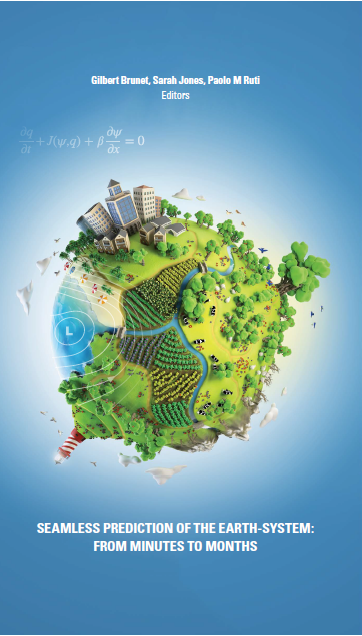 Gilbert Brunet, Sarah Jones, Paolo M Ruti
Editors
∂q/∂t + J(ψ,q) + β ∂ψ/∂x = 0
L
SEAMLESS PREDICTION OF THE EARTH-SYSTEM:
FROM MINUTES TO MONTHS